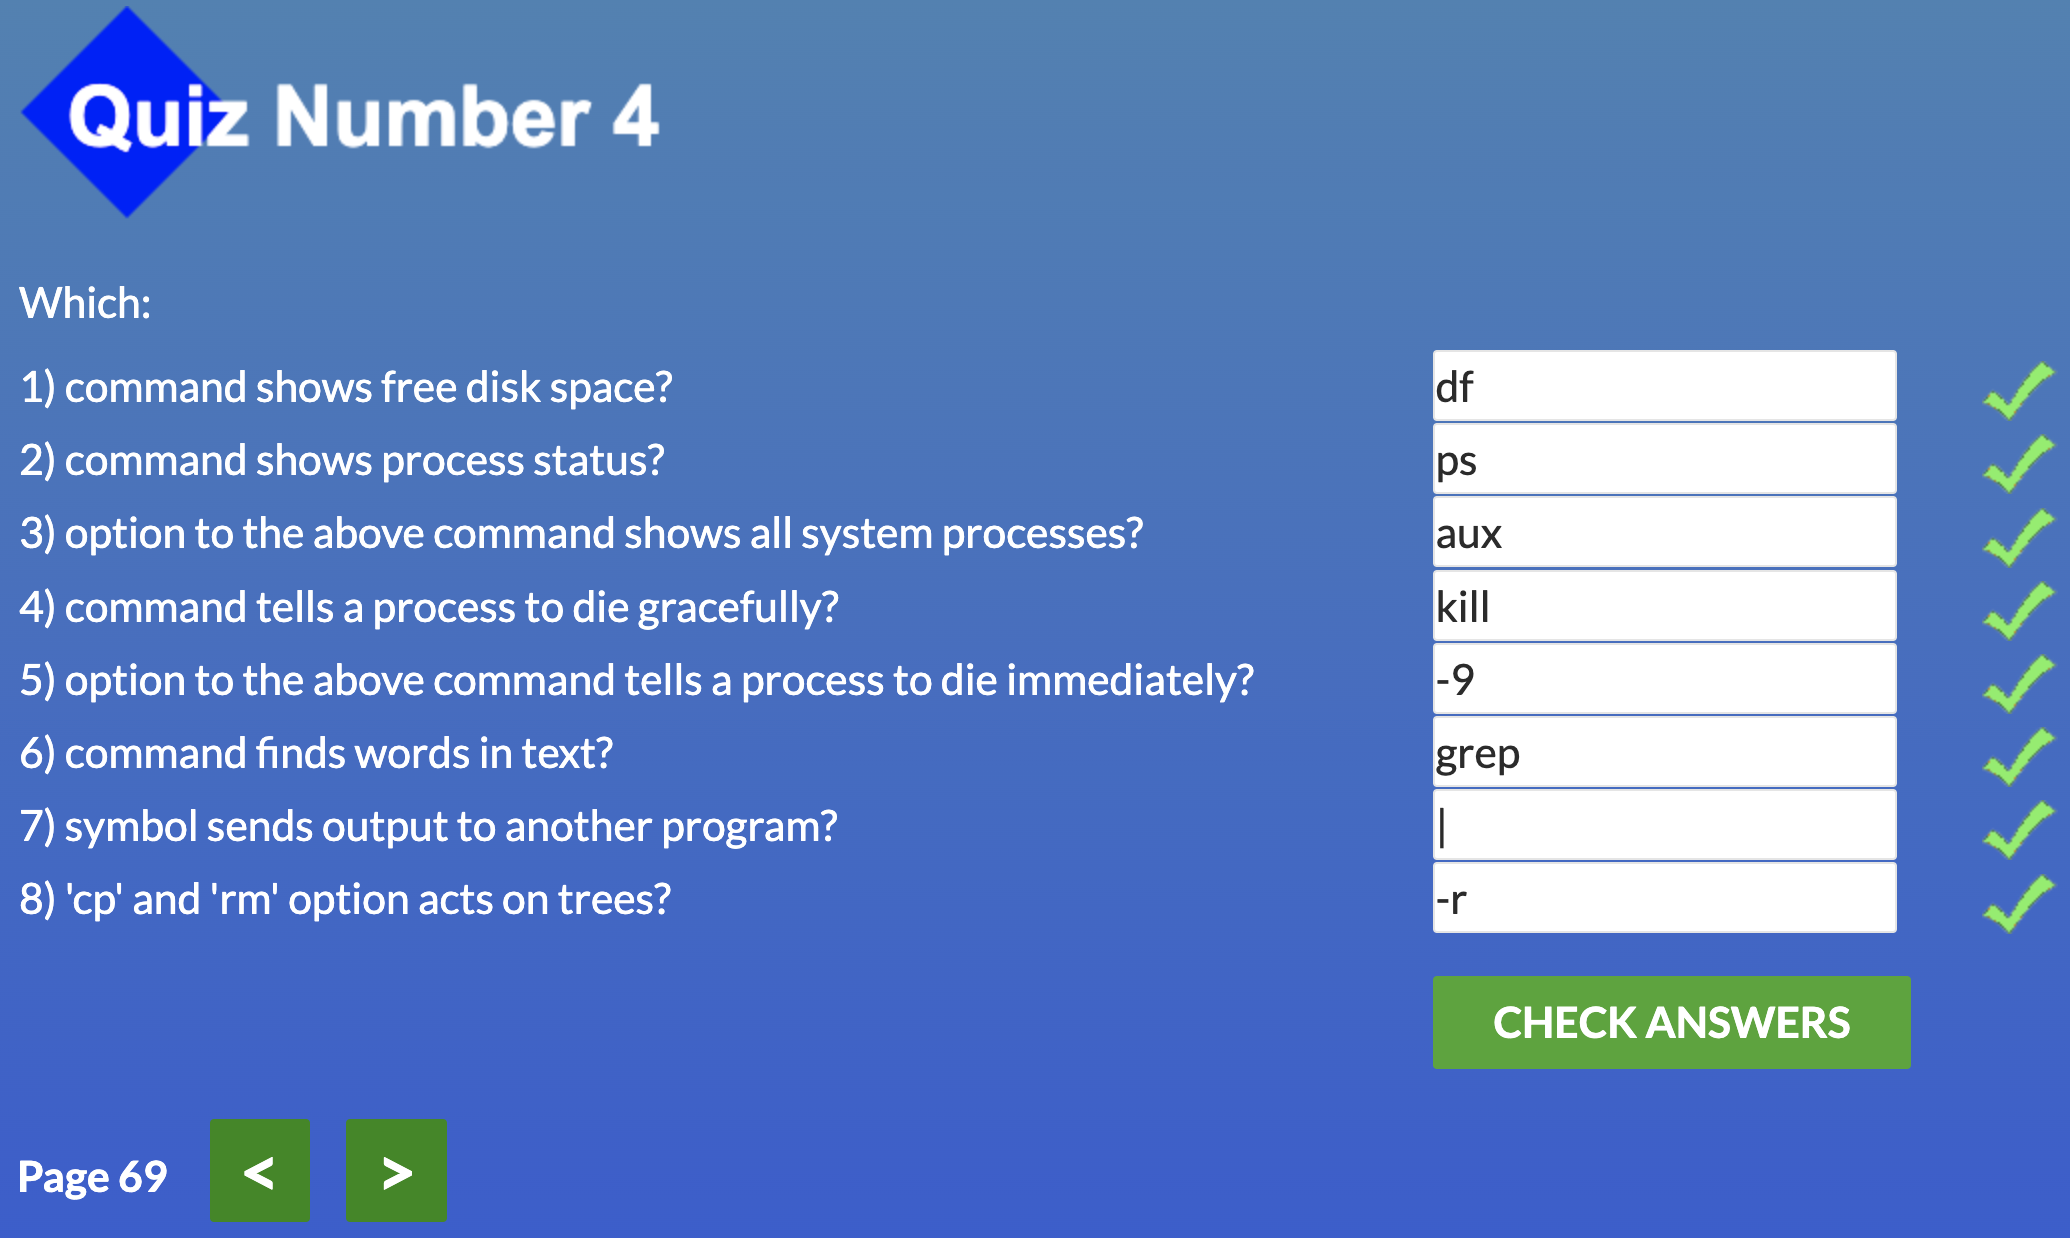 Quiz Number 4
Which:
1) command shows free disk space? df
2) command shows process status? ps
3) option to the above command shows all system processes? aux
4) command tells a process to die gracefully? kill
5) option to the above command tells a process to die immediately? -9
6) command finds words in text? grep
7) symbol sends output to another program? |
8) 'cp' and 'rm' option acts on trees? -r
CHECK ANSWERS
Page 69 < >